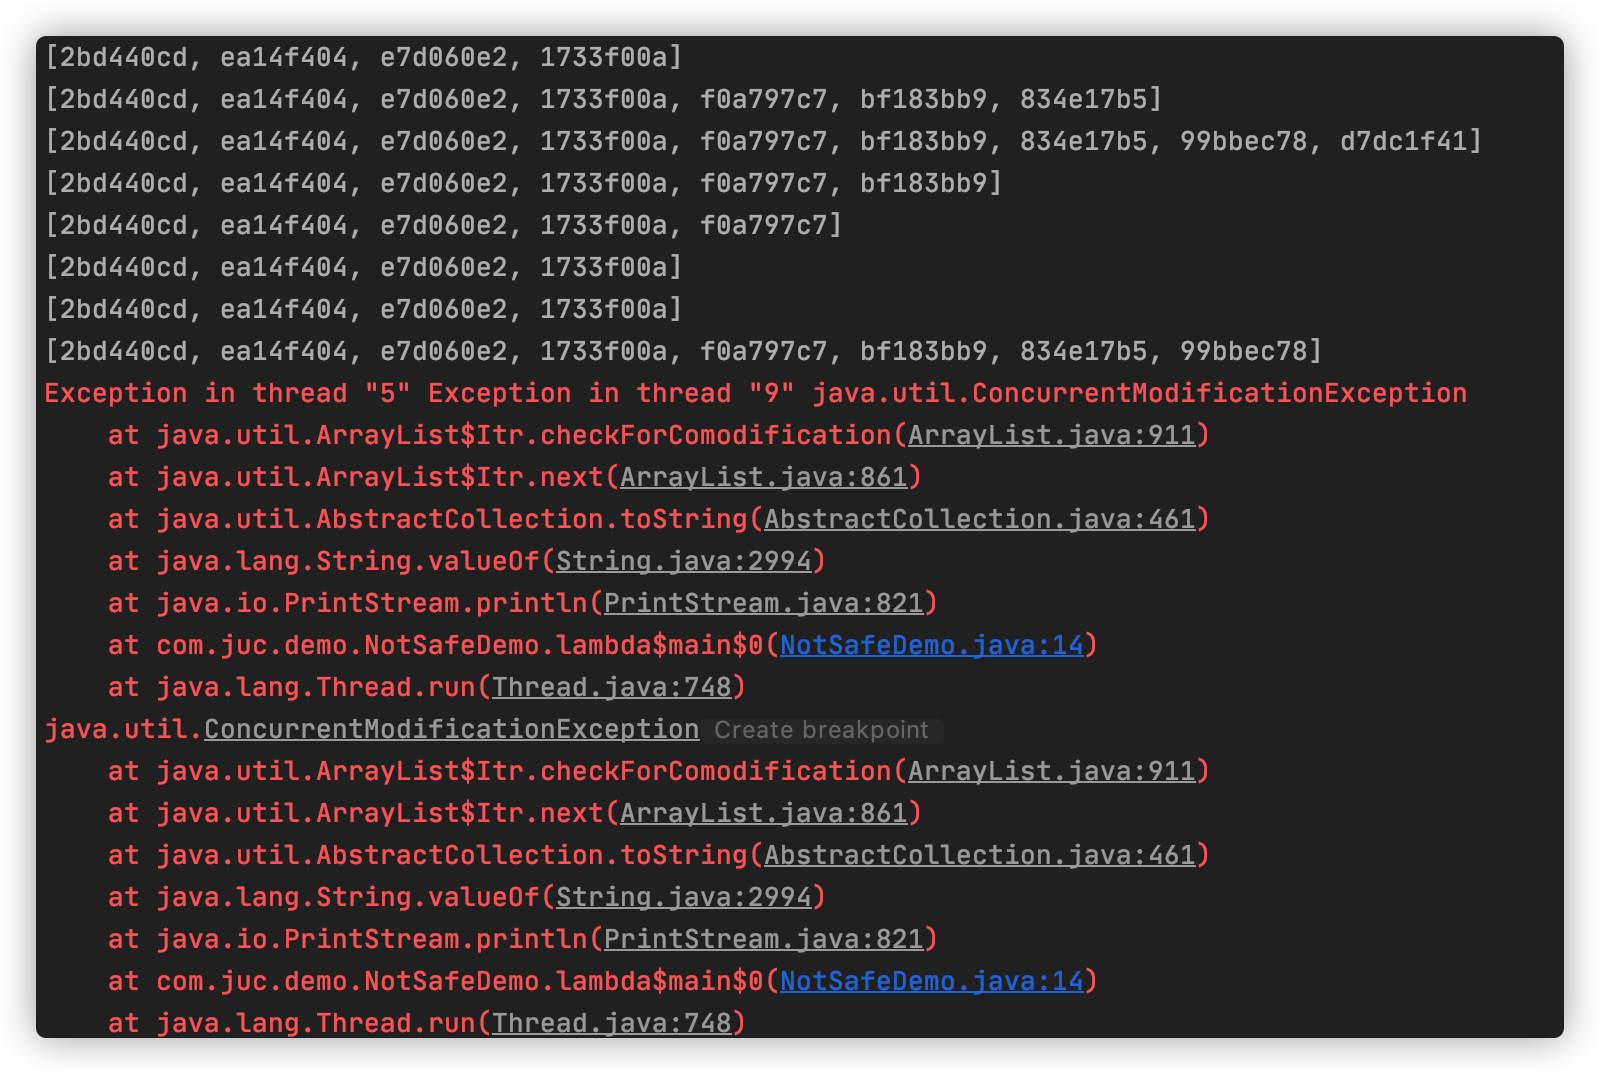 [2bd440cd, ea14f404, e7d060e2, 1733f00a]
[2bd440cd, ea14f404, e7d060e2, 1733f00a, f0a797c7, bf183bb9, 834e17b5]
[2bd440cd, ea14f404, e7d060e2, 1733f00a, f0a797c7, bf183bb9, 834e17b5, 99bbec78, d7dc1f41]
[2bd440cd, ea14f404, e7d060e2, 1733f00a, f0a797c7, bf183bb9]
[2bd440cd, ea14f404, e7d060e2, 1733f00a, f0a797c7]
[2bd440cd, ea14f404, e7d060e2, 1733f00a]
[2bd440cd, ea14f404, e7d060e2, 1733f00a]
[2bd440cd, ea14f404, e7d060e2, 1733f00a, f0a797c7, bf183bb9, 834e17b5, 99bbec78]
Exception in thread "5" Exception in thread "9" java.util.ConcurrentModificationException
    at java.util.ArrayList$Itr.checkForComodification(ArrayList.java:911)
    at java.util.ArrayList$Itr.next(ArrayList.java:861)
    at java.util.AbstractCollection.toString(AbstractCollection.java:461)
    at java.lang.String.valueOf(String.java:2994)
    at java.io.PrintStream.println(PrintStream.java:821)
    at com.juc.demo.NotSafeDemo.lambda$main$0(NotSafeDemo.java:14)
    at java.lang.Thread.run(Thread.java:748)
java.util.ConcurrentModificationException Create breakpoint
    at java.util.ArrayList$Itr.checkForComodification(ArrayList.java:911)
    at java.util.ArrayList$Itr.next(ArrayList.java:861)
    at java.util.AbstractCollection.toString(AbstractCollection.java:461)
    at java.lang.String.valueOf(String.java:2994)
    at java.io.PrintStream.println(PrintStream.java:821)
    at com.juc.demo.NotSafeDemo.lambda$main$0(NotSafeDemo.java:14)
    at java.lang.Thread.run(Thread.java:748)